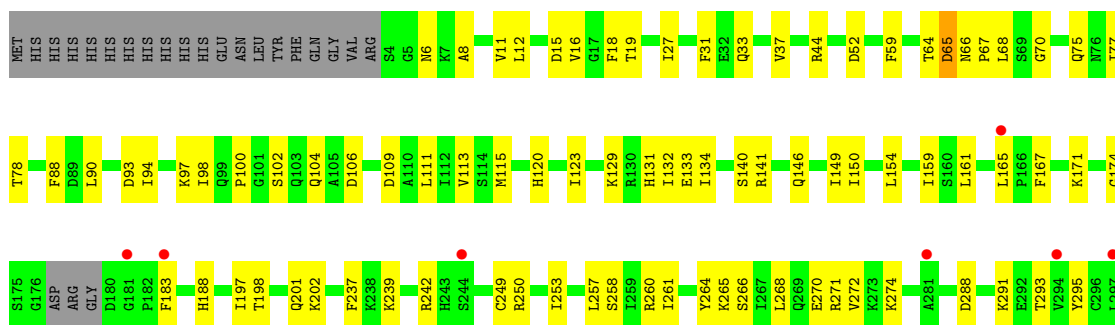 MET HIS HIS HIS HIS HIS HIS HIS HIS HIS HIS GLU ASN LEU TYR PHE GLN GLY VAL ARG S4 G5 N6 K7 A8 V11 L12 D15 V16 G17 F18 T19 I27 F31 E32 Q33 V37 R44 D52 F59 T64 D65 N66 P67 L68 S69 G70 Q75 N76
T78 F88 D89 L90 D93 I94 K97 I98 Q99 P100 G101 S102 Q103 Q104 A105 D106 D109 A110 L111 I112 V113 S114 M115 H120 I123 K129 R130 H131 I132 E133 I134 S140 R141 Q146 I149 I150 L154 I159 S160 L161 L165 P166 F167 K171
S175 G176 ASP ARG GLY D180 G181 P182 F183 H188 I197 T198 Q201 K202 F237 K238 K239 R242 H243 S244 C249 R250 I253 L257 S258 I259 R260 I261 Y264 K265 S266 I267 L268 Q269 E270 R271 V272 K273 K274 A281 D288 K291 E292 T293 V294 Y295 C296